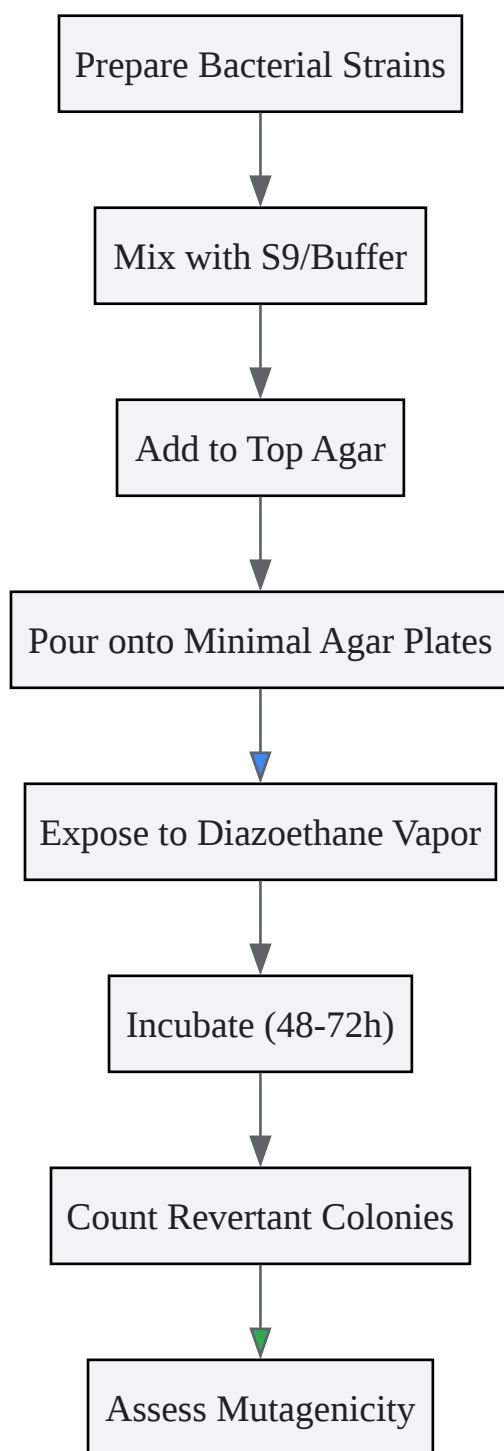 Prepare Bacterial Strains
Mix with S9/Buffer
Add to Top Agar
Pour onto Minimal Agar Plates
Expose to Diazoethane Vapor
Incubate (48-72h)
Count Revertant Colonies
Assess Mutagenicity